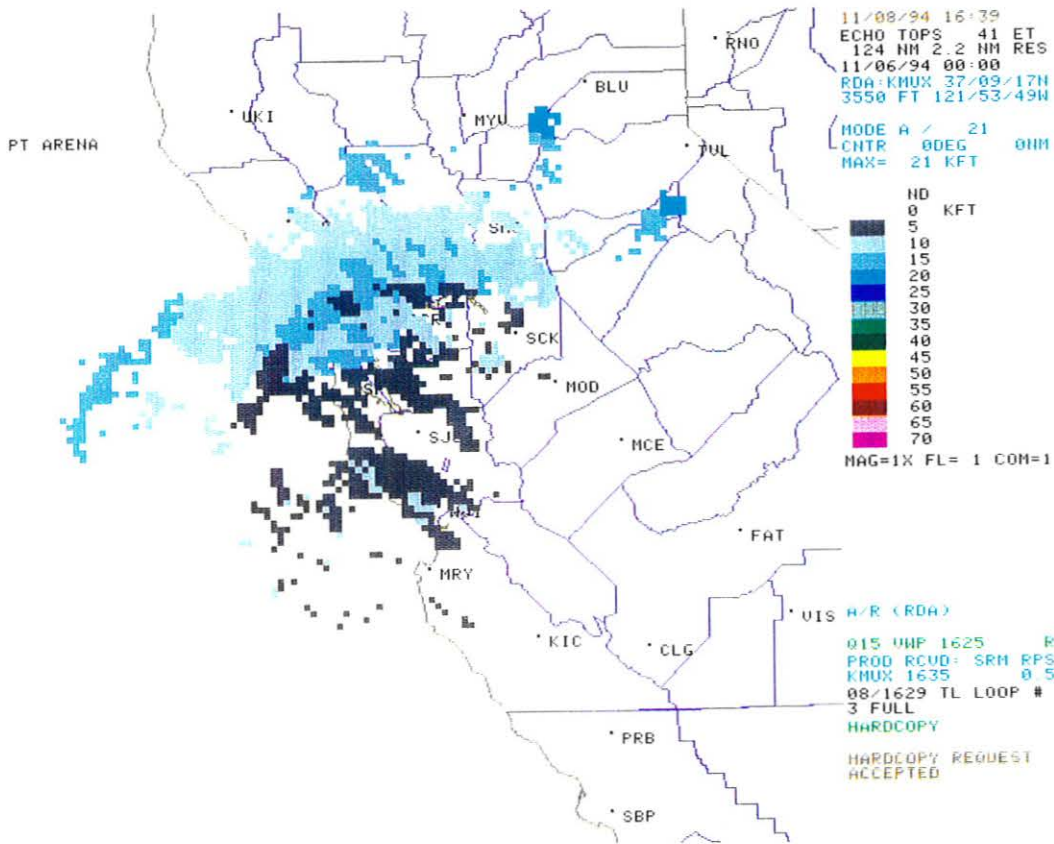 11/08/94 16:39
ECHO TOPS 41 ET
124 NM 2.2 NM RES
11/06/94 00:00
RDA:KMUX 37/09/17N
3550 FT 121/53/49W
MODE A / 21
CNTR 0DEG 0NM
MAX= 21 KFT
ND
0 KFT
5
10
15
20
25
30
35
40
45
50
55
60
65
70
MAG=1X FL= 1 COM=1
A/R (RDA)
Q15 VWP 1625 R
PROD RCVD: SRM RPS
KMUX 1635 0.5
08/1629 TL LOOP #
3 FULL
HARDCOPY
HARDCOPY REQUEST
ACCEPTED
PT ARENA
RNO
BLU
UKI
MYV
TVL
SCK
MOD
MCE
FAT
MRY
KIC
CLG
VIS
PRB
SBP